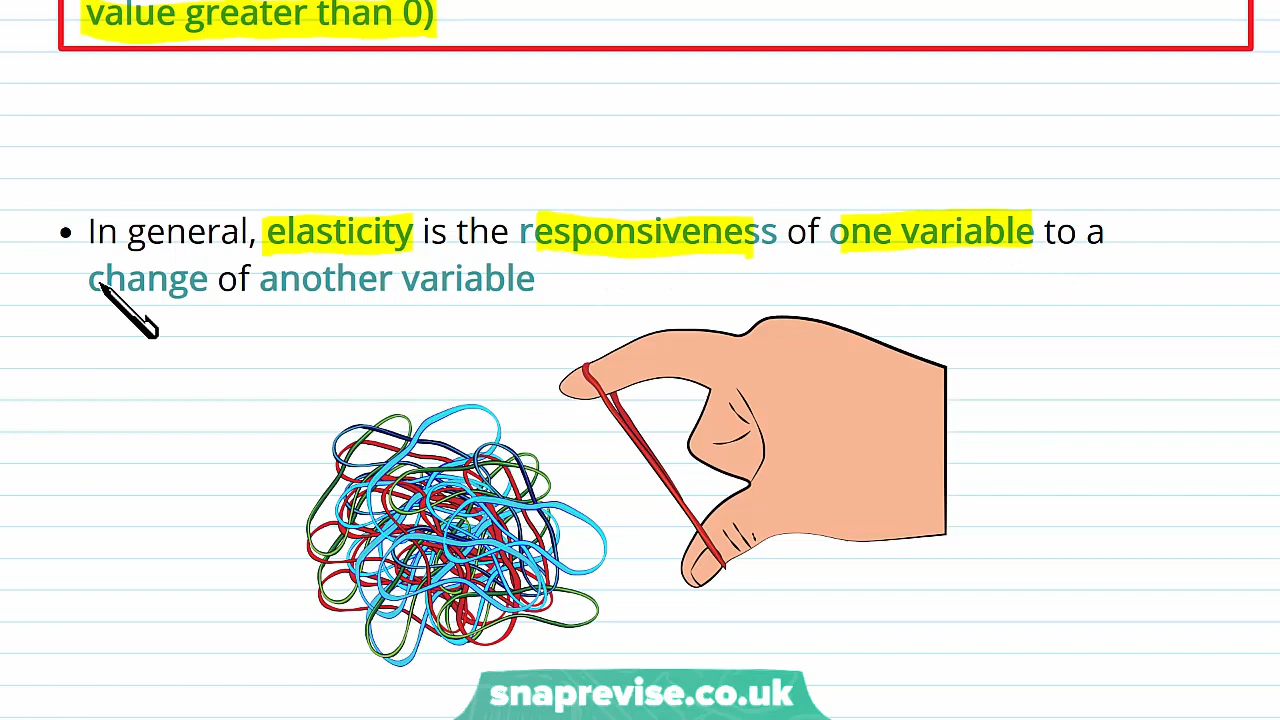 value greater than 0)
• In general, elasticity is the responsiveness of one variable to a
change of another variable
snaprevise.co.uk